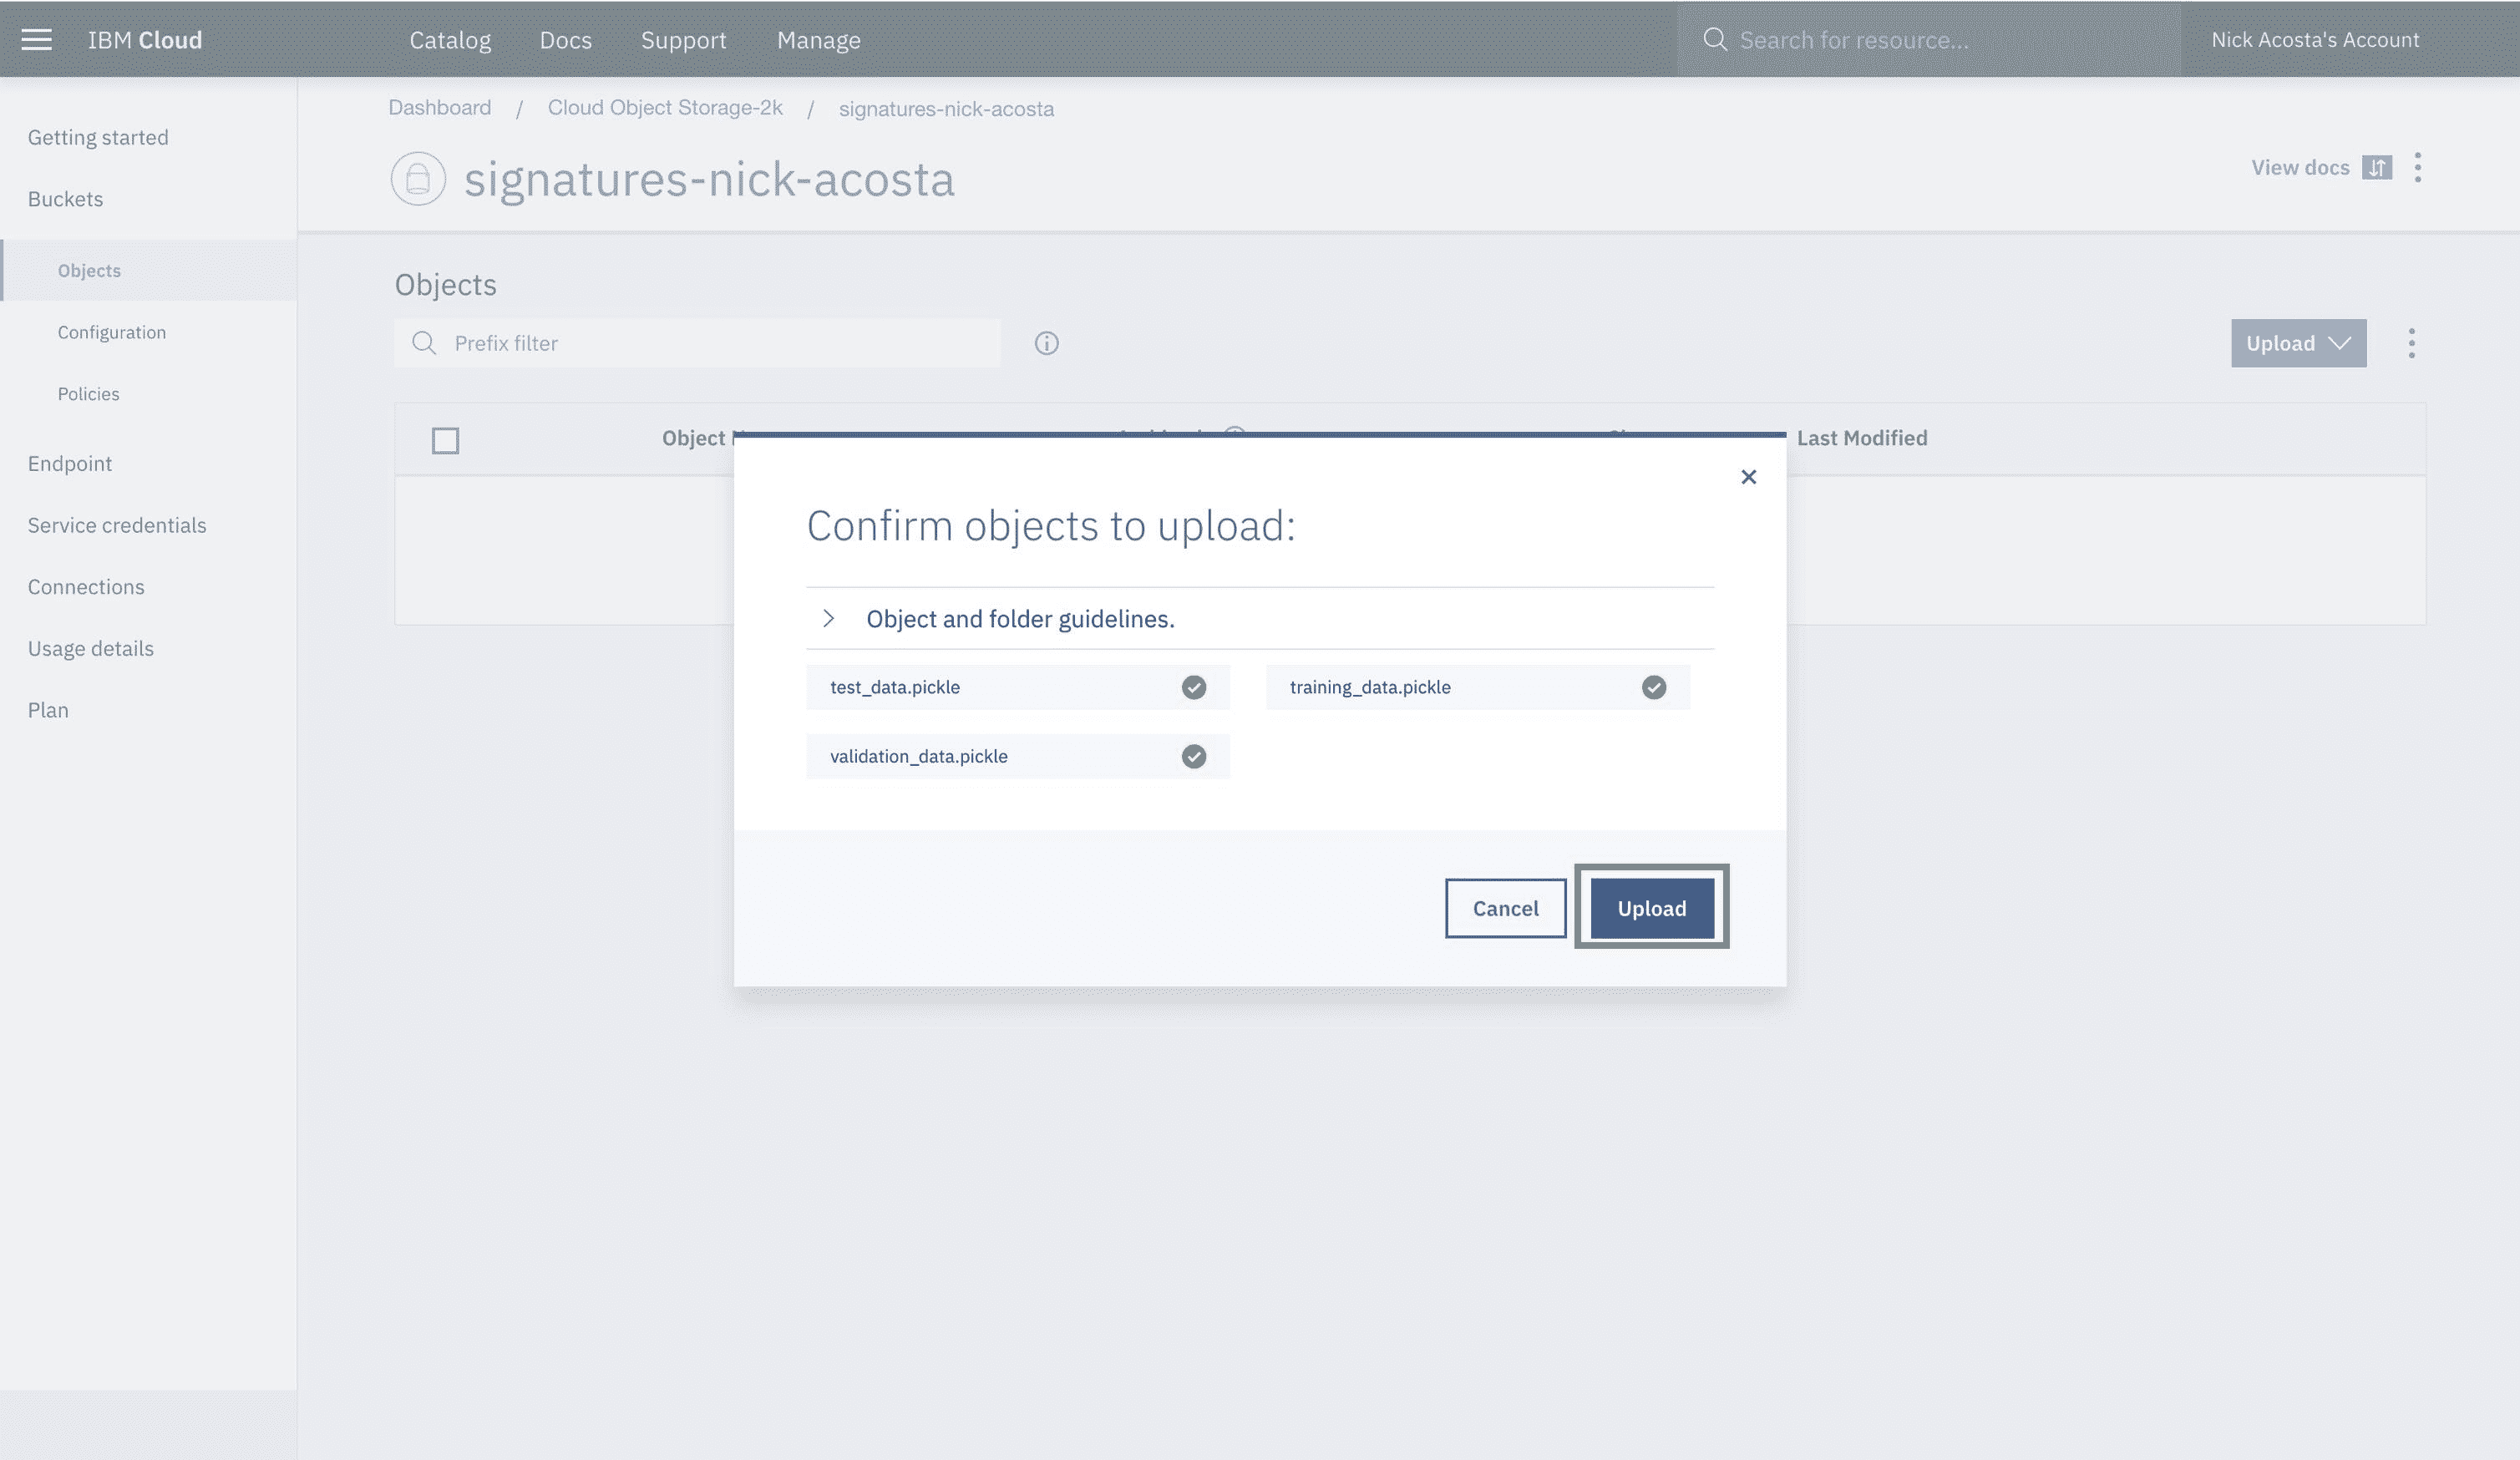 IBM Cloud
Catalog
Docs
Support
Manage
Search for resource...
Nick Acosta's Account
Getting started
Buckets
Objects
Configuration
Policies
Endpoint
Service credentials
Connections
Usage details
Plan
Dashboard / Cloud Object Storage-2k / signatures-nick-acosta
signatures-nick-acosta
View docs
Objects
Prefix filter
Upload
Object
Last Modified
Confirm objects to upload:
Object and folder guidelines.
test_data.pickle
training_data.pickle
validation_data.pickle
Cancel
Upload